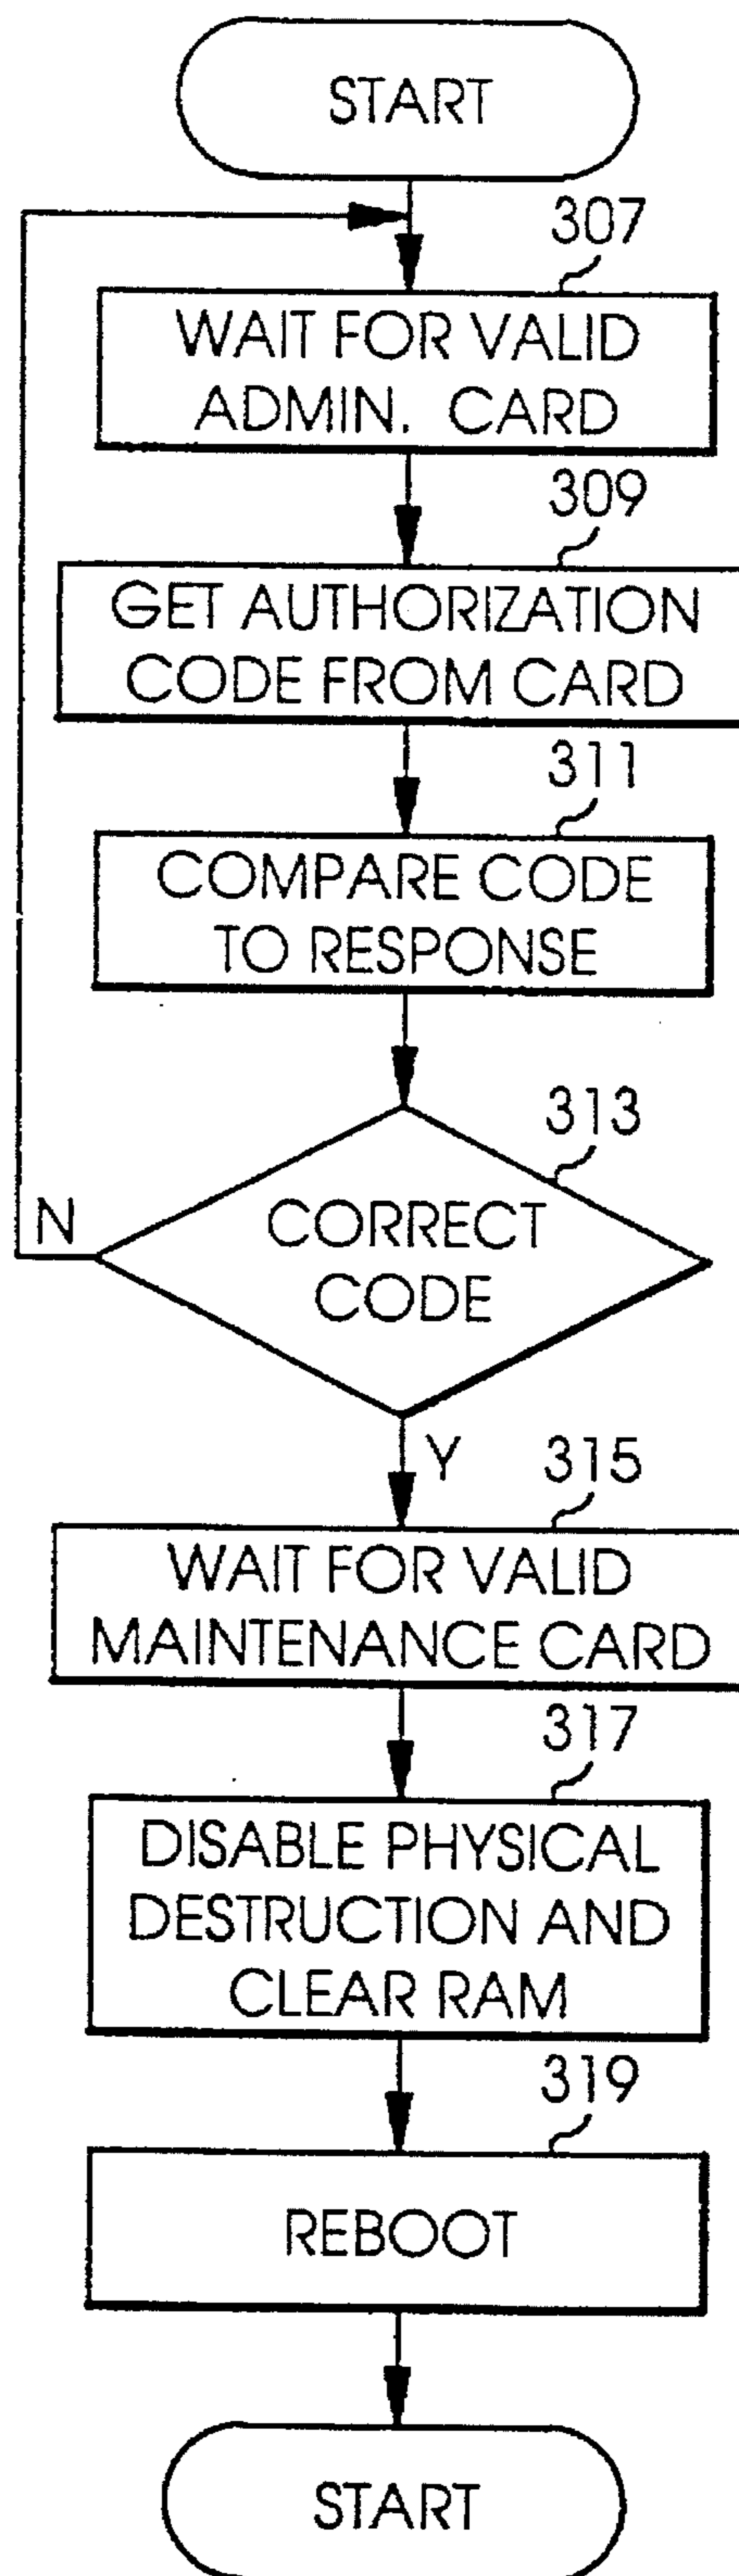 START
307
WAIT FOR VALID
ADMIN. CARD
309
GET AUTHORIZATION
CODE FROM CARD
311
COMPARE CODE
TO RESPONSE
313
CORRECT
CODE
N
Y
315
WAIT FOR VALID
MAINTENANCE CARD
317
DISABLE PHYSICAL
DESTRUCTION AND
CLEAR RAM
319
REBOOT
START